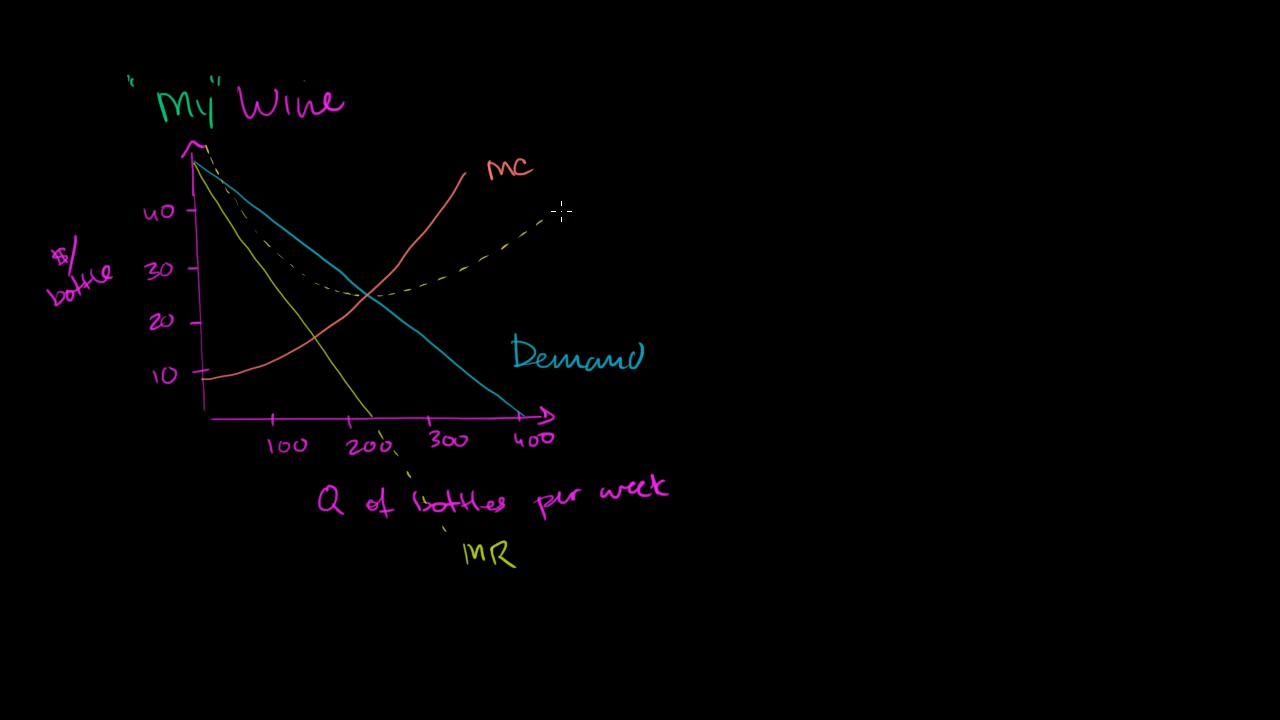 "My" Wine
MC
40
$/
bottle
30
20
10
Demand
100 200 300 400
Q of bottles per week
MR